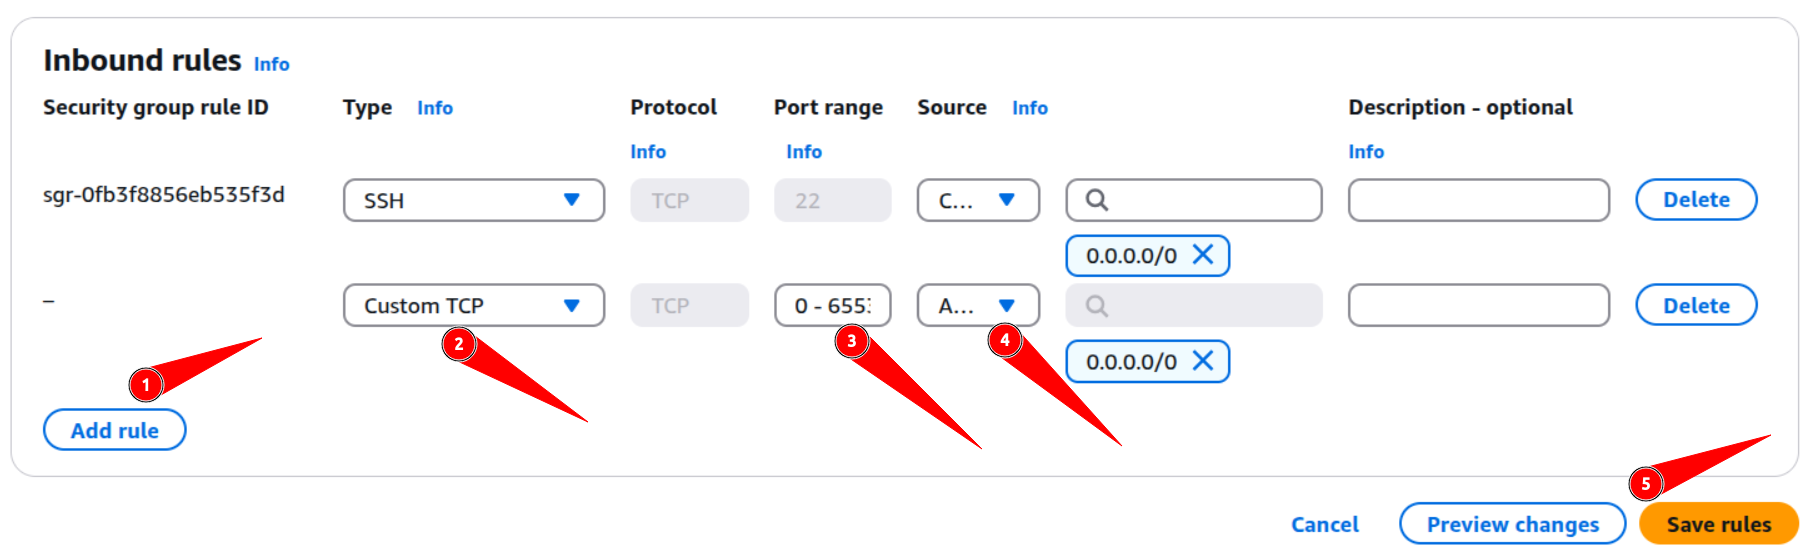 Inbound rules Info
Security group rule ID Type Info Protocol Port range Source Info Description - optional
Info Info Info
sgr-0fb3f8856eb535f3d SSH TCP 22 C... Delete
0.0.0.0/0
– Custom TCP TCP 0 - 6553 A... Delete
2 3 4
0.0.0.0/0
1
Add rule
5
Cancel Preview changes Save rules